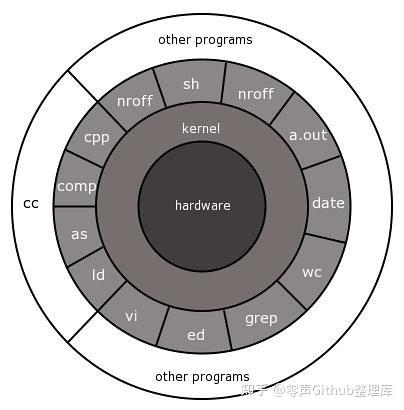 other programs
sh
nroff
nroff
cpp
a.out
kernel
comp
cc
hardware
date
as
ld
wc
vi
grep
ed
other programs
知乎 @零声Github整理库